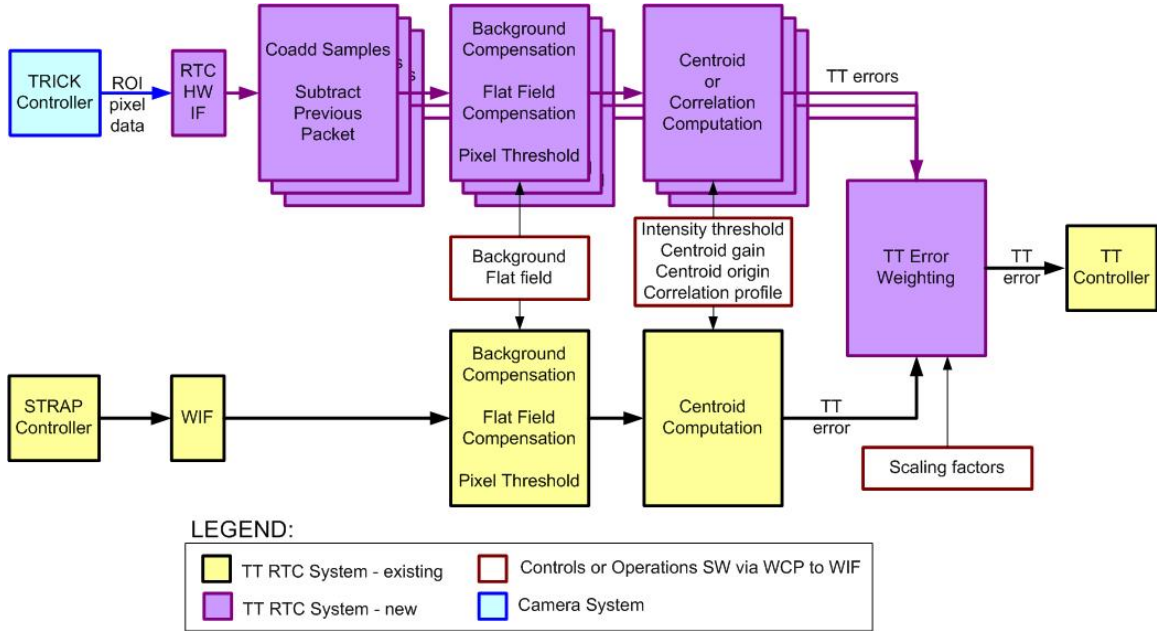 TRICK
Controller
ROI
pixel
data
RTC
HW
IF
Coadd Samples
Subtract
Previous
Packet
s
s
Background
Compensation
Flat Field
Compensation
Pixel Threshold
Centroid
or
Correlation
Computation
TT errors
Background
Flat field
Intensity threshold
Centroid gain
Centroid origin
Correlation profile
TT Error
Weighting
TT
error
TT
Controller
STRAP
Controller
WIF
Background
Compensation
Flat Field
Compensation
Pixel Threshold
Centroid
Computation
TT
error
Scaling factors
LEGEND:
TT RTC System - existing
Controls or Operations SW via WCP to WIF
TT RTC System - new
Camera System